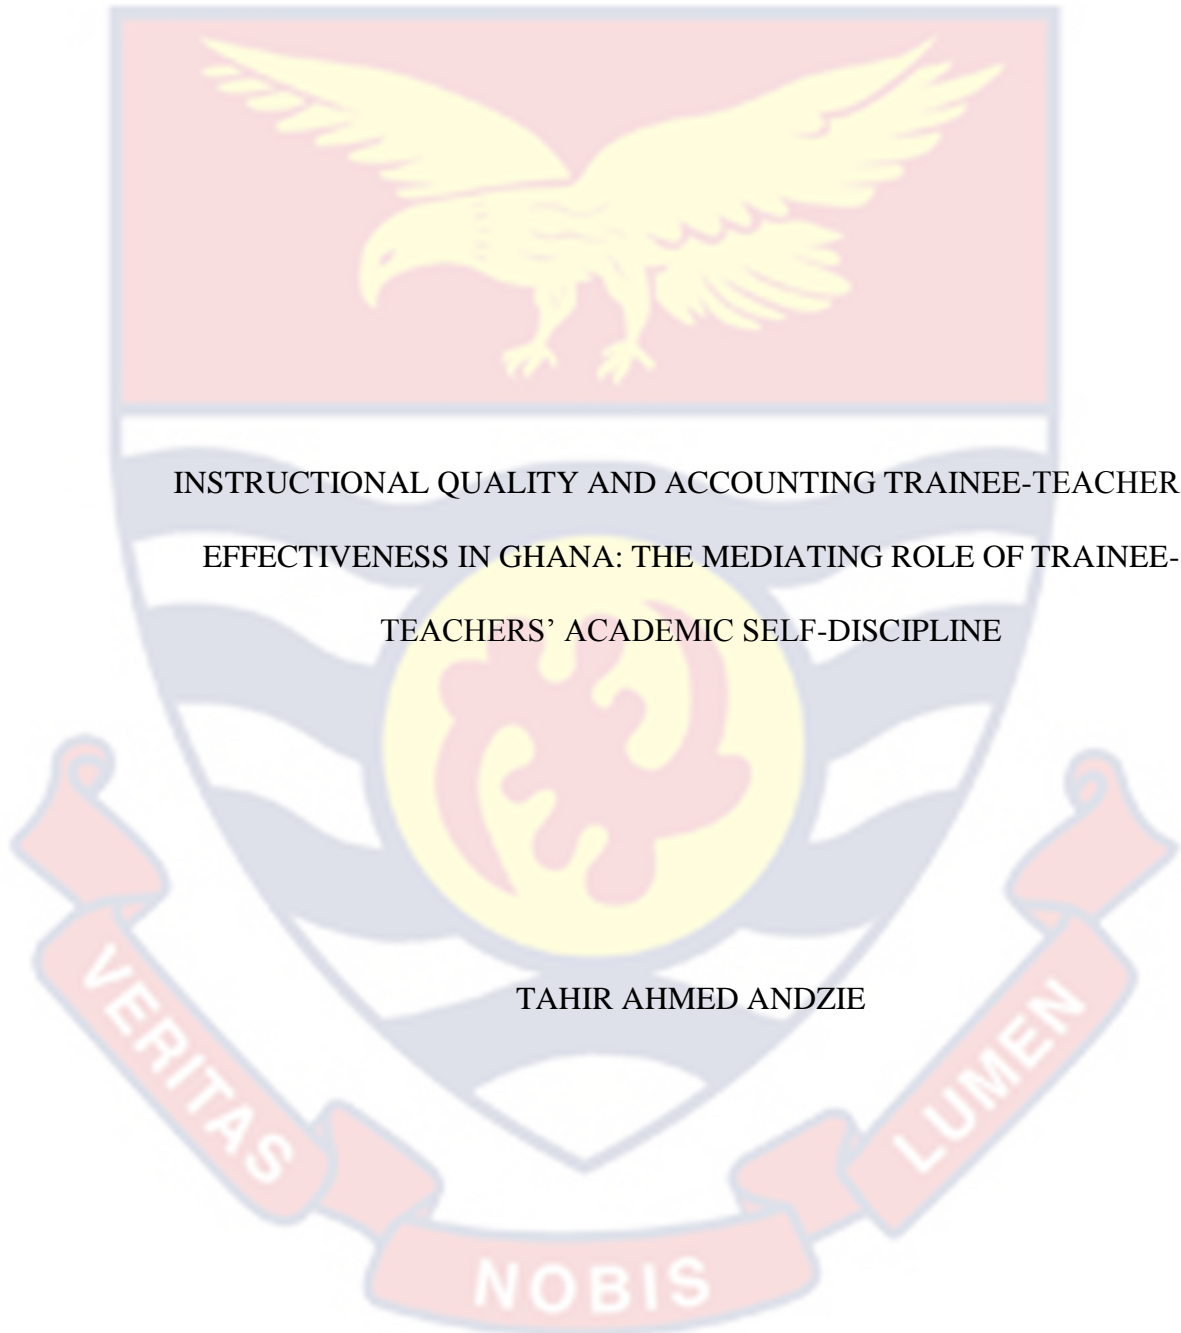 INSTRUCTIONAL QUALITY AND ACCOUNTING TRAINEE-TEACHER
EFFECTIVENESS IN GHANA: THE MEDIATING ROLE OF TRAINEE-
TEACHERS’ ACADEMIC SELF-DISCIPLINE
TAHIR AHMED ANDZIE
VERITAS
NOBIS
LUMEN